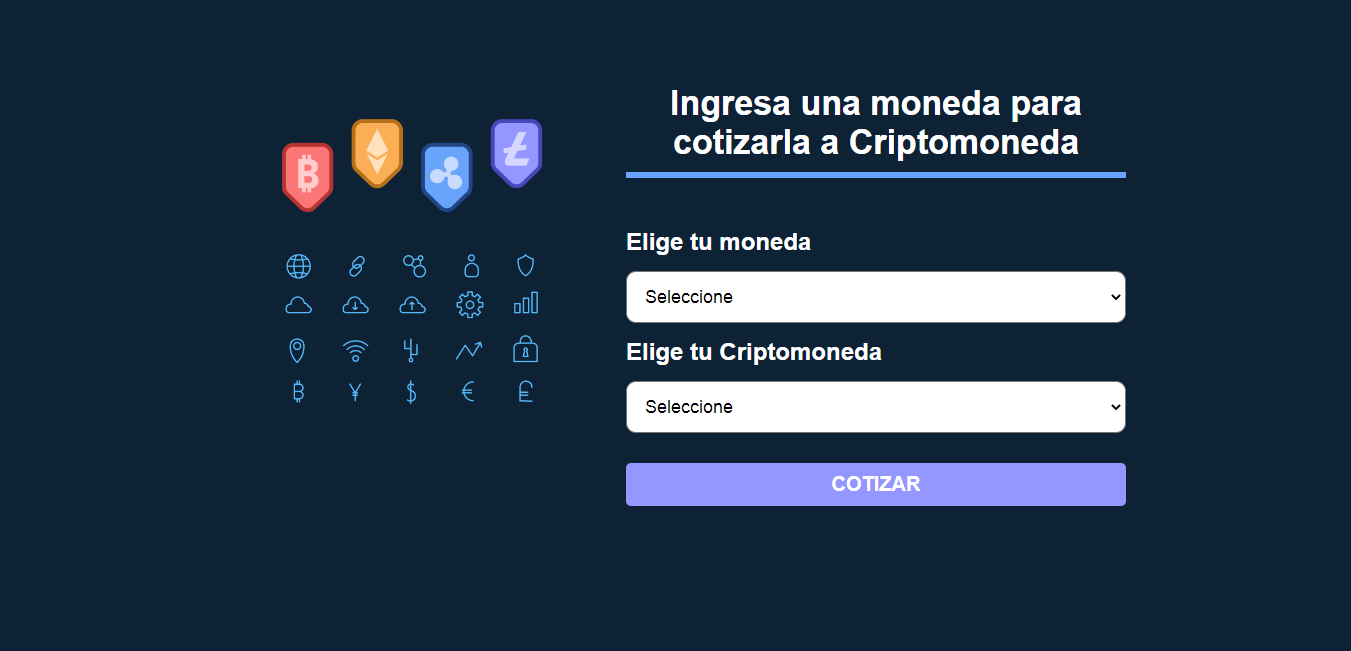 Ingresa una moneda para
cotizarla a Criptomoneda
Elige tu moneda
Seleccione
Elige tu Criptomoneda
Seleccione
COTIZAR